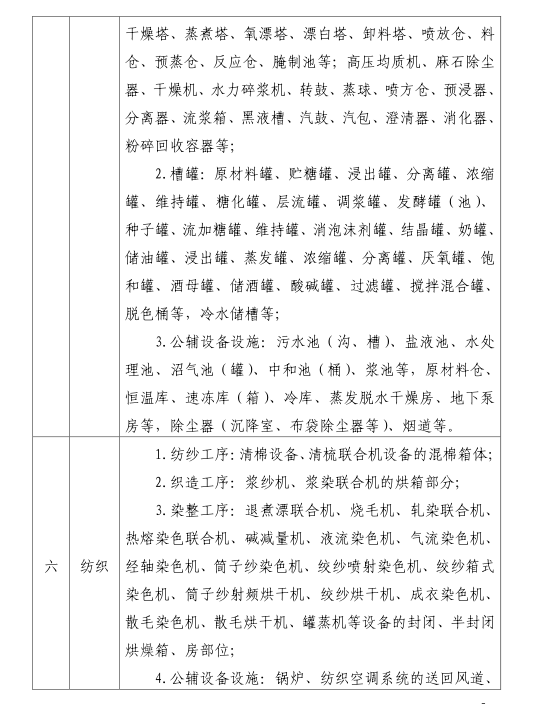 干燥塔、蒸煮塔、氧漂塔、漂白塔、卸料塔、喷放仓、料
仓、预蒸仓、反应仓、腌制池等；高压均质机、麻石除尘
器、干燥机、水力碎浆机、转鼓、蒸球、喷方仓、预浸器、
分离器、流浆箱、黑液槽、汽鼓、汽包、澄清器、消化器、
粉碎回收容器等；
2.槽罐：原材料罐、贮糖罐、浸出罐、分离罐、浓缩
罐、维持罐、糖化罐、层流罐、调浆罐、发酵罐（池）、
种子罐、流加糖罐、维持罐、消泡沫剂罐、结晶罐、奶罐、
储油罐、浸出罐、蒸发罐、浓缩罐、分离罐、厌氧罐、饱
和罐、酒母罐、储酒罐、酸碱罐、过滤罐、搅拌混合罐、
脱色桶等，冷水储槽等；
3.公辅设备设施：污水池（沟、槽）、盐液池、水处
理池、沼气池（罐）、中和池（桶）、浆池等，原材料仓、
恒温库、速冻库（箱）、冷库、蒸发脱水干燥房、地下泵
房等，除尘器（沉降室、布袋除尘器等）、烟道等。
六
纺织
1.纺纱工序：清棉设备、清梳联合机设备的混棉箱体；
2.织造工序：浆纱机、浆染联合机的烘箱部分；
3.染整工序：退煮漂联合机、烧毛机、轧染联合机、
热熔染色联合机、碱减量机、液流染色机、气流染色机、
经轴染色机、筒子纱染色机、绞纱喷射染色机、绞纱箱式
染色机、筒子纱射频烘干机、绞纱烘干机、成衣染色机、
散毛染色机、散毛烘干机、罐蒸机等设备的封闭、半封闭
烘燥箱、房部位；
4.公辅设备设施：锅炉、纺织空调系统的送回风道、